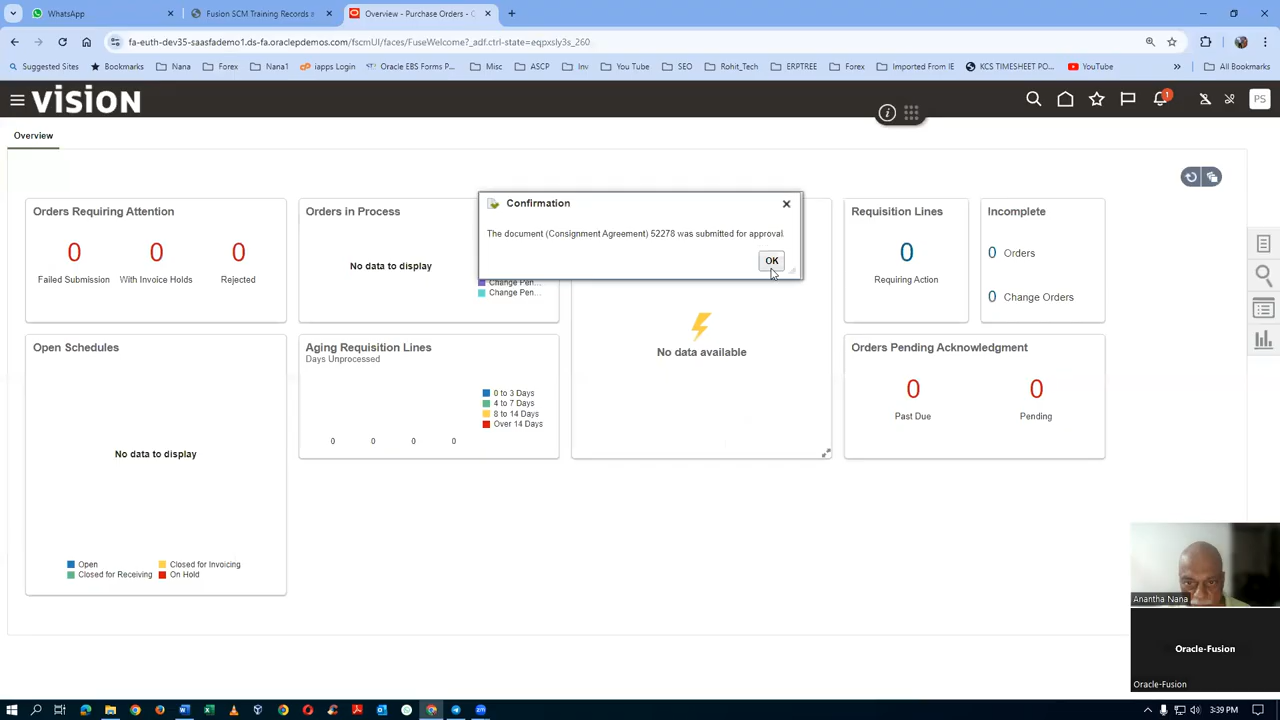 WhatsApp
Fusion SCM Training Records a
Overview - Purchase Orders - C
fa-euth-dev35-saasfademo1.ds-fa.oraclepdemos.com/fscmUI/faces/FuseWelcome?_adf.ctrl-state=eqpxsly3s_260
Suggested Sites
Bookmarks
Nana
Forex
Nana1
iapps Login
Oracle EBS Forms P...
Misc
ASCP
Inv
You Tube
SEO
Rohit_Tech
ERPTREE
Forex
Imported From IE
KCS TIMESHEET PO...
YouTube
All Bookmarks
VISION
1
PS
Overview
Orders Requiring Attention
0 0 0
Failed Submission With Invoice Holds Rejected
Orders in Process
No data to display
Change Pen...
Change Pen...
Confirmation
The document (Consignment Agreement) 52278 was submitted for approval.
OK
No data available
Requisition Lines
0
Requiring Action
Incomplete
0 Orders
0 Change Orders
Open Schedules
No data to display
Open
Closed for Invoicing
Closed for Receiving
On Hold
Aging Requisition Lines
Days Unprocessed
0 to 3 Days
4 to 7 Days
8 to 14 Days
Over 14 Days
0 0 0 0
Orders Pending Acknowledgment
0 0
Past Due Pending
Anantha Nana
Oracle-Fusion
Oracle-Fusion
3:39 PM